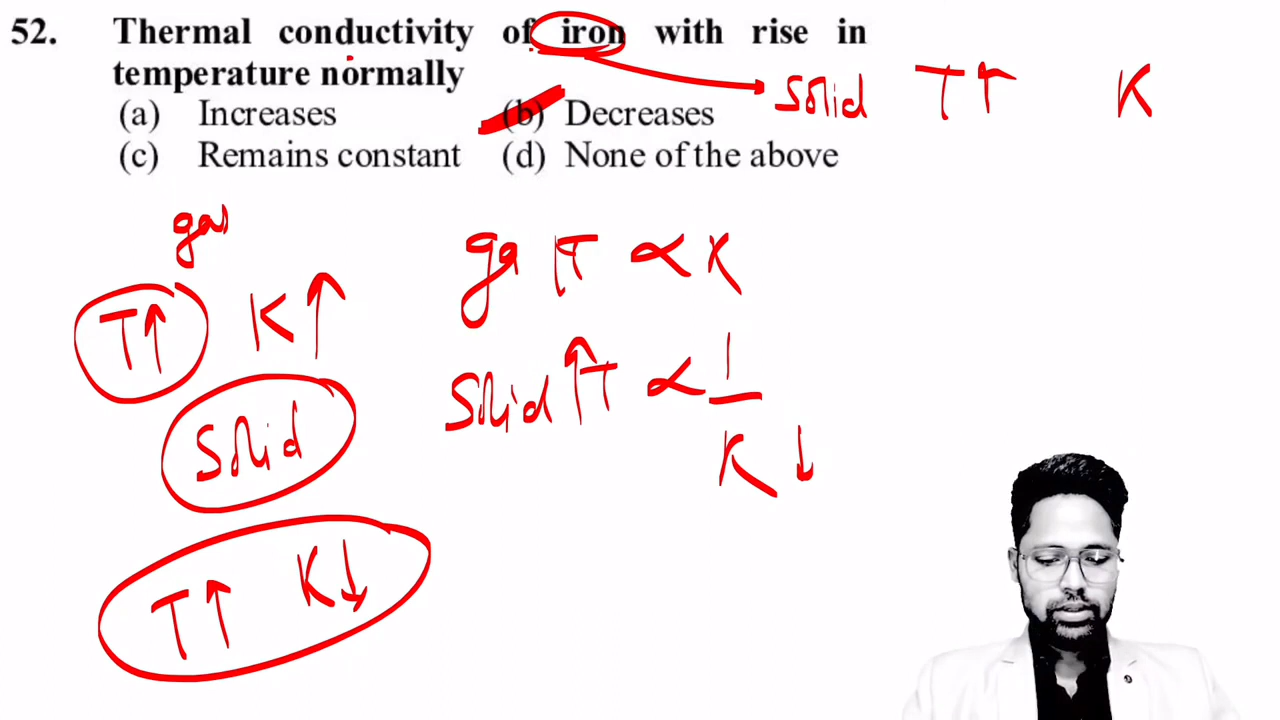 52. Thermal conductivity of iron with rise in
temperature normally
(a) Increases (b) Decreases
(c) Remains constant (d) None of the above
Solid T↑ K
gas
T↑ K↑
Solid
T↑ K↓
ga T ∝ K
Solid ↑T ∝ 1
K ↓